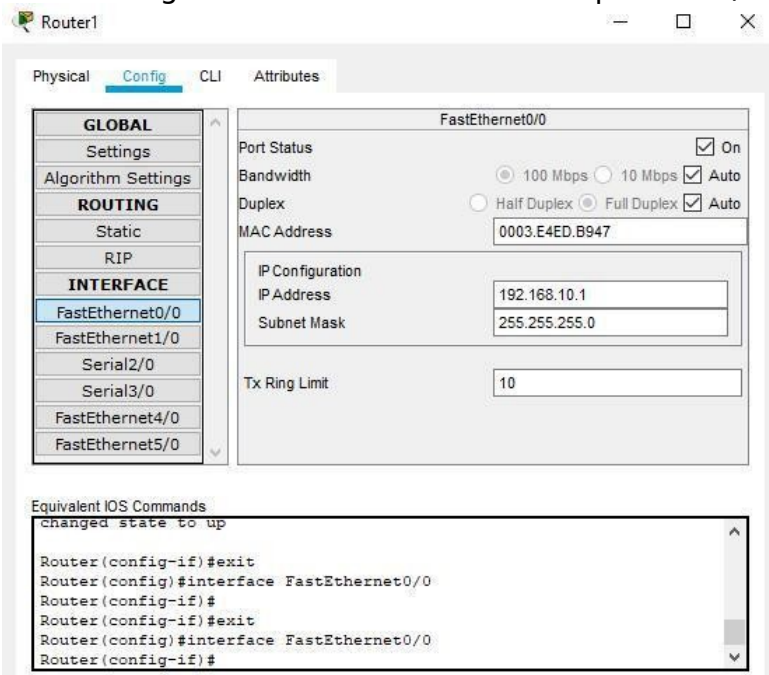 Router1
Physical Config CLI Attributes
GLOBAL
Settings
Algorithm Settings
ROUTING
Static
RIP
INTERFACE
FastEthernet0/0
FastEthernet1/0
Serial2/0
Serial3/0
FastEthernet4/0
FastEthernet5/0
FastEthernet0/0
Port Status On
Bandwidth 100 Mbps 10 Mbps Auto
Duplex Half Duplex Full Duplex Auto
MAC Address 0003.E4ED.B947
IP Configuration
IP Address 192.168.10.1
Subnet Mask 255.255.255.0
Tx Ring Limit 10
Equivalent IOS Commands
changed state to up
Router(config-if)#exit
Router(config)#interface FastEthernet0/0
Router(config-if)#
Router(config-if)#exit
Router(config)#interface FastEthernet0/0
Router(config-if)#